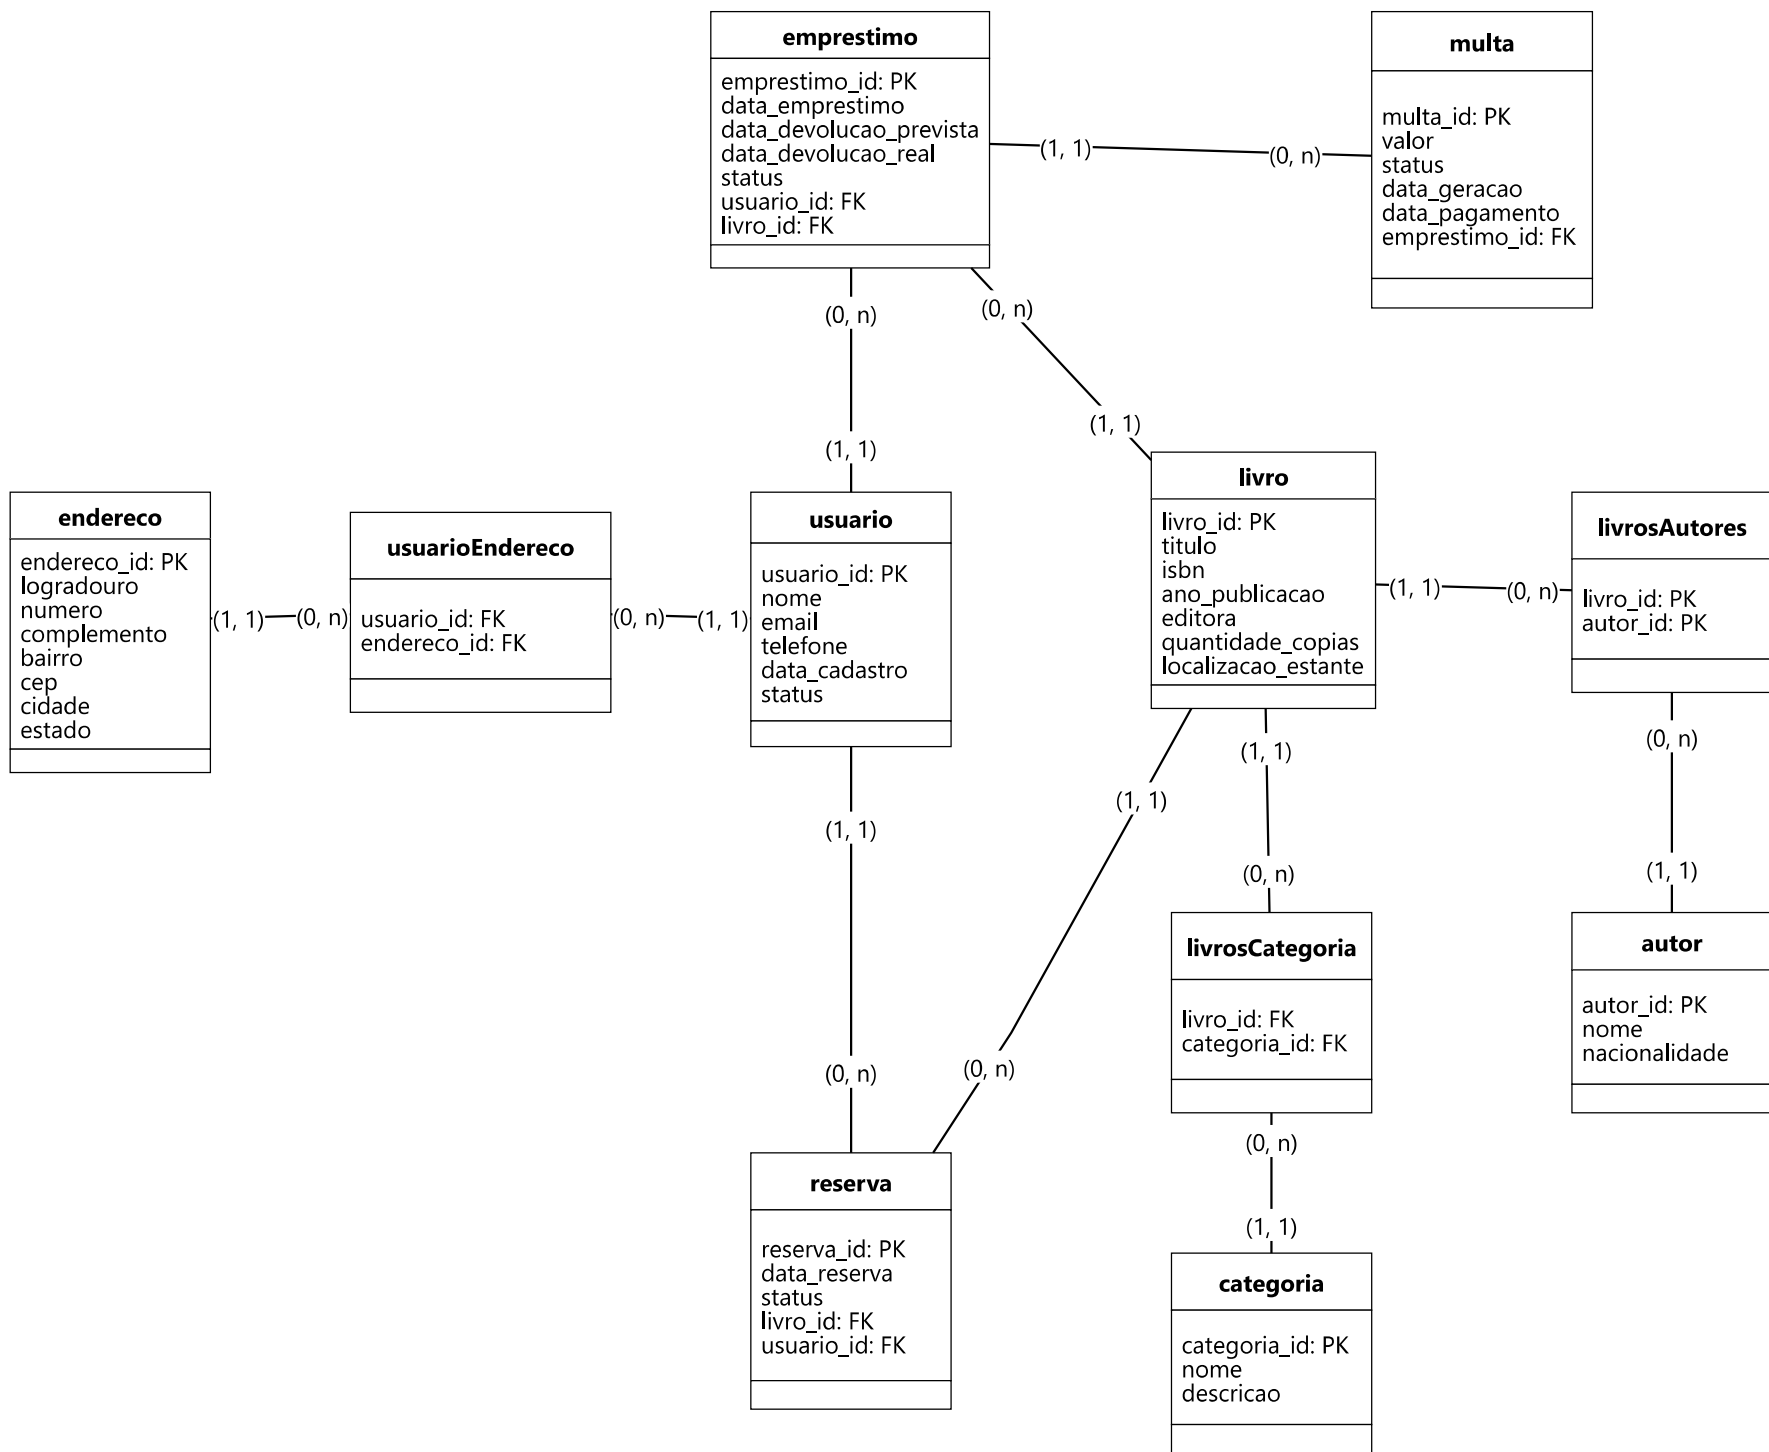 emprestimo
emprestimo_id: PK
data_emprestimo
data_devolucao_prevista
data_devolucao_real
status
usuario_id: FK
livro_id: FK
multa
multa_id: PK
valor
status
data_geracao
data_pagamento
emprestimo_id: FK
(1, 1)
(0, n)
(0, n)
(0, n)
(1, 1)
(1, 1)
endereco
endereco_id: PK
logradouro
numero
complemento
bairro
cep
cidade
estado
(1, 1)
(0, n)
usuarioEndereco
usuario_id: FK
endereco_id: FK
(0, n)
(1, 1)
usuario
usuario_id: PK
nome
email
telefone
data_cadastro
status
livro
livro_id: PK
titulo
isbn
ano_publicacao
editora
quantidade_copias
localizacao_estante
(1, 1)
(0, n)
livrosAutores
livro_id: PK
autor_id: PK
(0, n)
(1, 1)
(1, 1)
(1, 1)
(1, 1)
(0, n)
(0, n)
(0, n)
livrosCategoria
livro_id: FK
categoria_id: FK
autor
autor_id: PK
nome
nacionalidade
(0, n)
(1, 1)
reserva
reserva_id: PK
data_reserva
status
livro_id: FK
usuario_id: FK
categoria
categoria_id: PK
nome
descricao